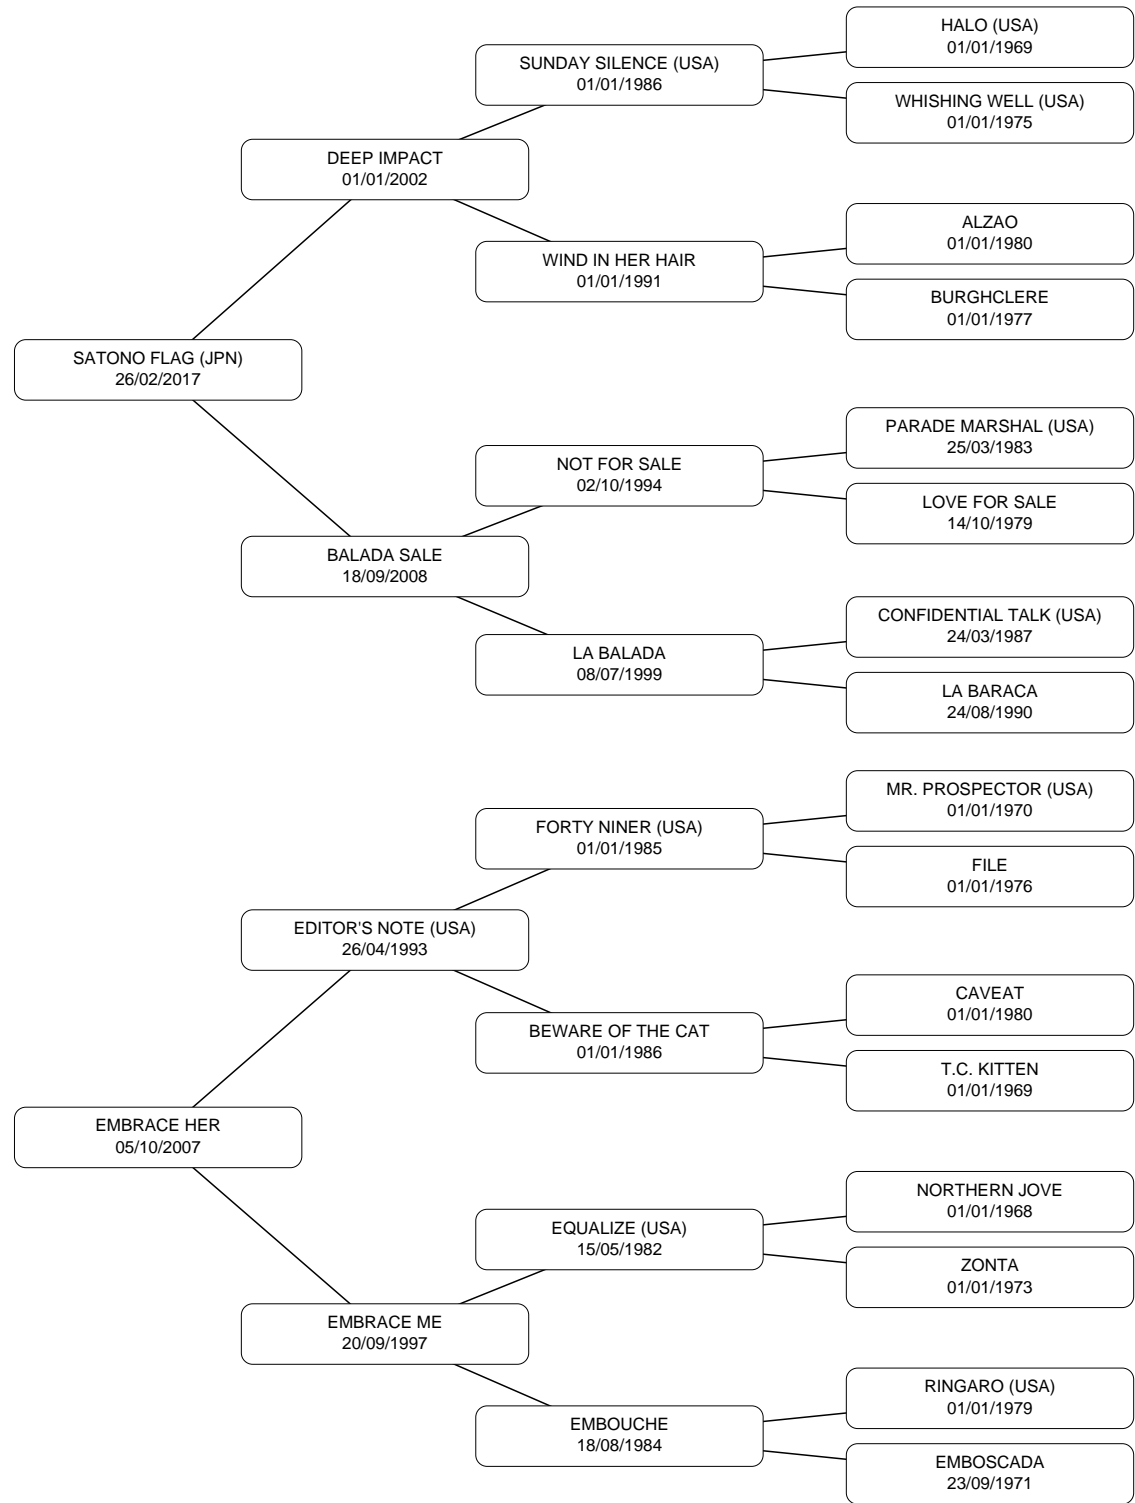 HALO (USA)
01/01/1969
SUNDAY SILENCE (USA)
01/01/1986
WHISHING WELL (USA)
01/01/1975
DEEP IMPACT
01/01/2002
ALZAO
01/01/1980
WIND IN HER HAIR
01/01/1991
BURGHCLERE
01/01/1977
SATONO FLAG (JPN)
26/02/2017
PARADE MARSHAL (USA)
25/03/1983
NOT FOR SALE
02/10/1994
LOVE FOR SALE
14/10/1979
BALADA SALE
18/09/2008
CONFIDENTIAL TALK (USA)
24/03/1987
LA BALADA
08/07/1999
LA BARACA
24/08/1990
MR. PROSPECTOR (USA)
01/01/1970
FORTY NINER (USA)
01/01/1985
FILE
01/01/1976
EDITOR'S NOTE (USA)
26/04/1993
CAVEAT
01/01/1980
BEWARE OF THE CAT
01/01/1986
T.C. KITTEN
01/01/1969
EMBRACE HER
05/10/2007
NORTHERN JOVE
01/01/1968
EQUALIZE (USA)
15/05/1982
ZONTA
01/01/1973
EMBRACE ME
20/09/1997
RINGARO (USA)
01/01/1979
EMBOUCHE
18/08/1984
EMBOSCADA
23/09/1971